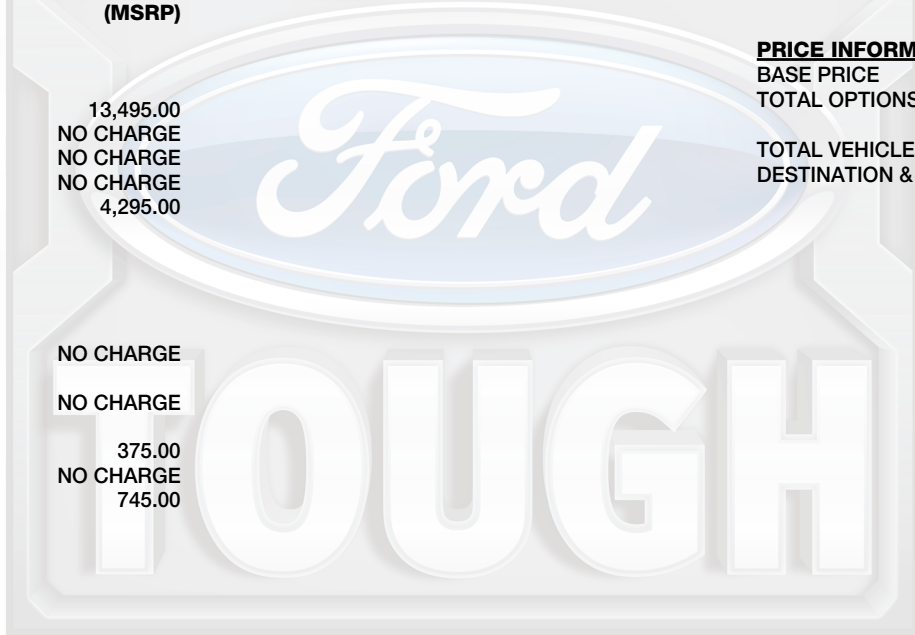 (MSRP)
13,495.00
NO CHARGE
NO CHARGE
NO CHARGE
4,295.00
NO CHARGE
NO CHARGE
375.00
NO CHARGE
745.00
PRICE INFORM
BASE PRICE
TOTAL OPTIONS
TOTAL VEHICLE
DESTINATION &
Ford
TOUGH